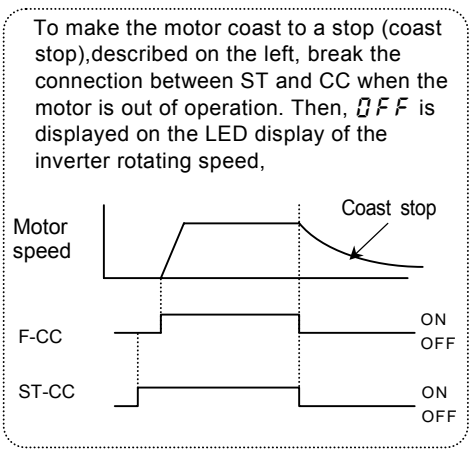 To make the motor coast to a stop (coast
stop),described on the left, break the
connection between ST and CC when the
motor is out of operation. Then, OFF is
displayed on the LED display of the
inverter rotating speed,
Coast stop
Motor
speed
ON
F-CC
OFF
ST-CC
ON
OFF